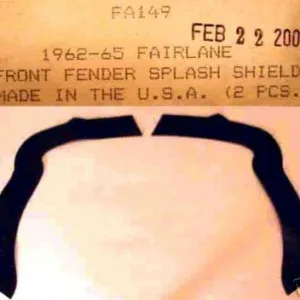 FA149
FEB 2 2 200
1962-65 FAIRLANE
FRONT FENDER SPLASH SHIELD
MADE IN THE U.S.A. (2 PCS.